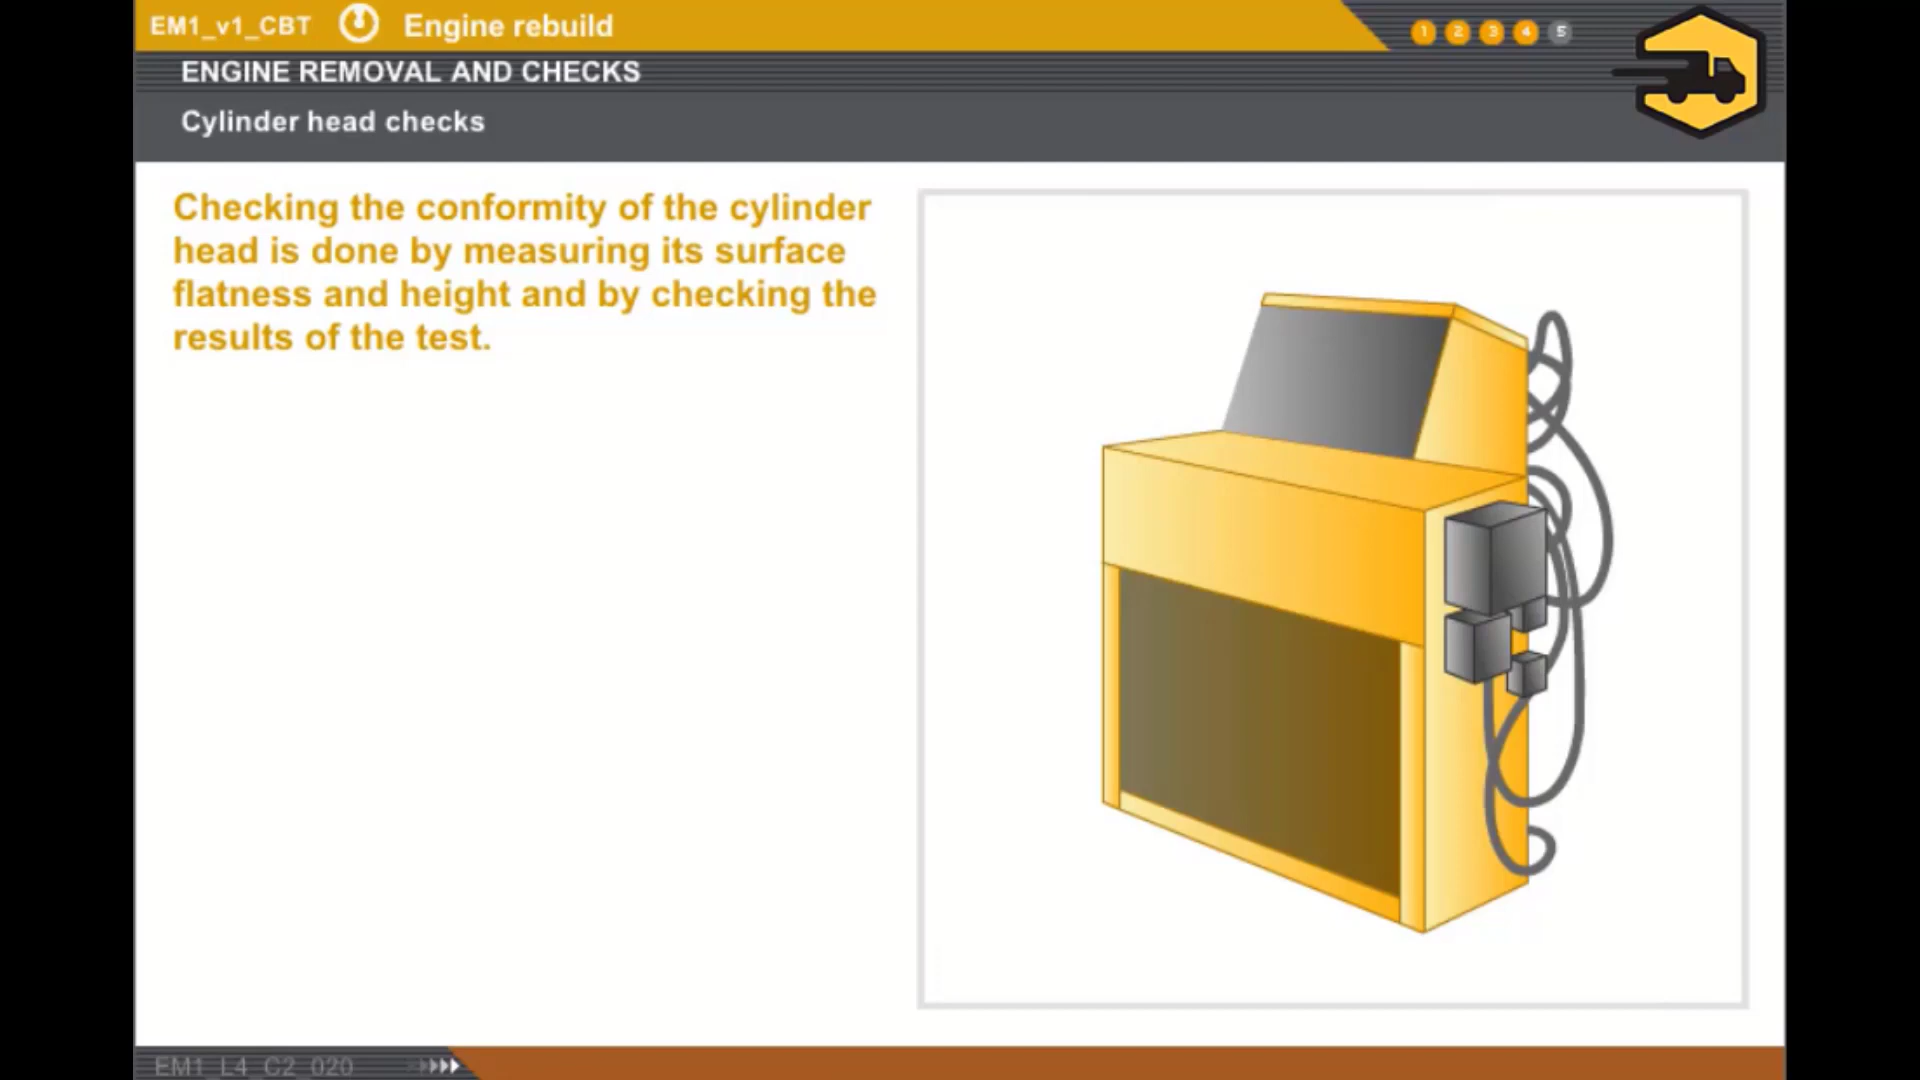 EM1_v1_CBT Engine rebuild
1 2 3 4 5
ENGINE REMOVAL AND CHECKS
Cylinder head checks
Checking the conformity of the cylinder
head is done by measuring its surface
flatness and height and by checking the
results of the test.
EM1_L4_C2_020